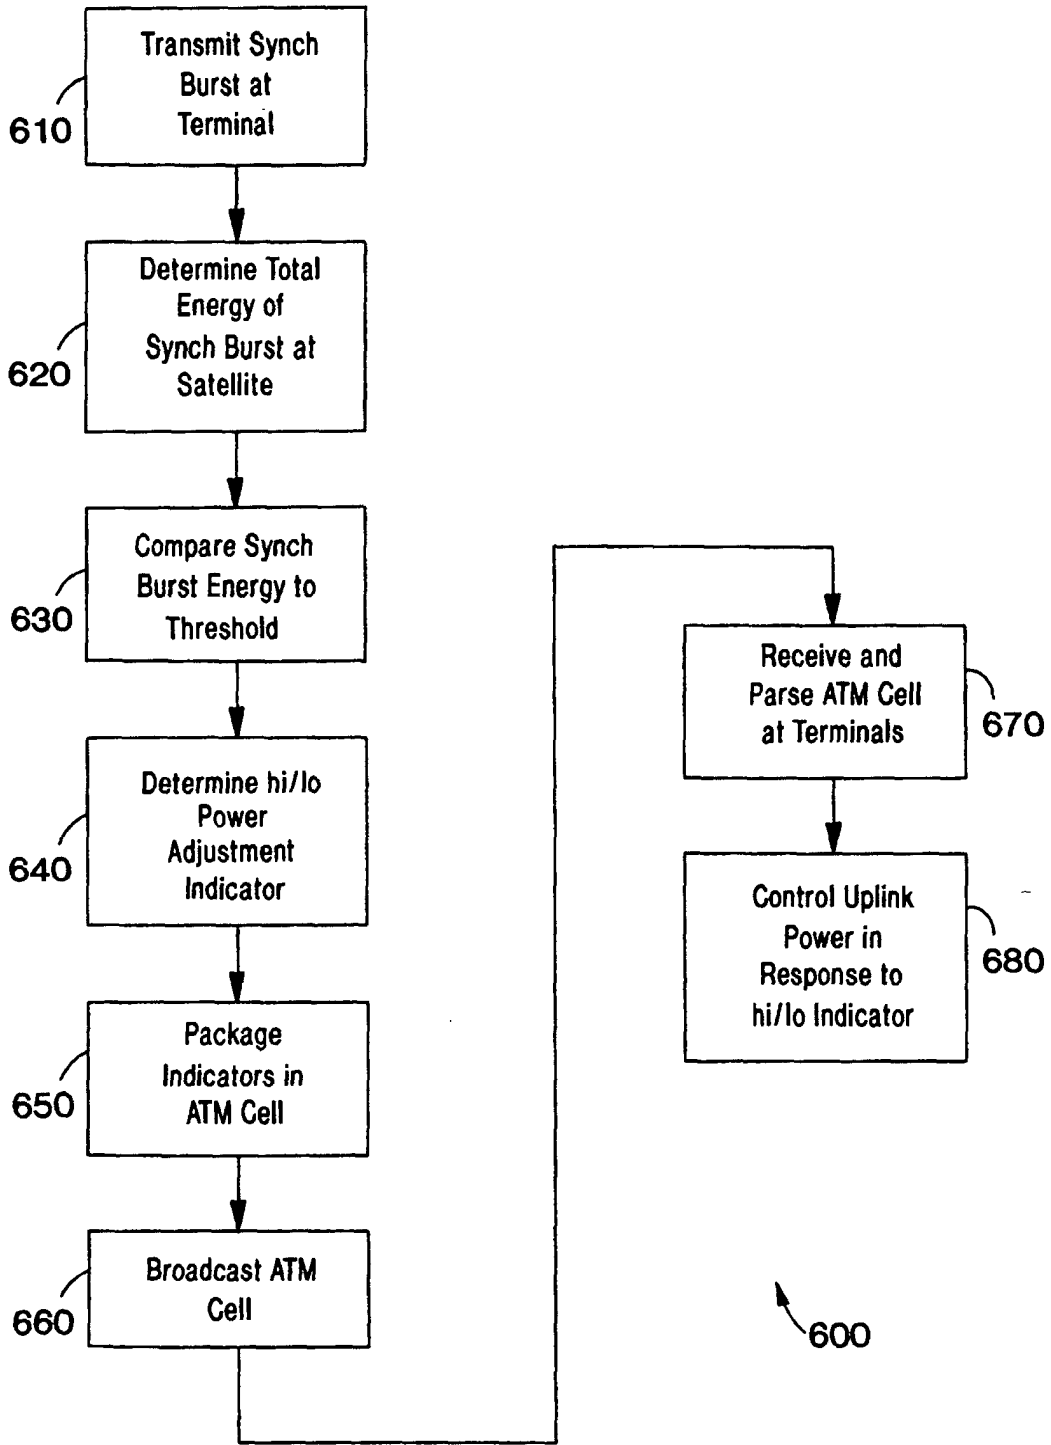 Transmit Synch
Burst at
Terminal
610
Determine Total
Energy of
Synch Burst at
Satellite
620
Compare Synch
Burst Energy to
Threshold
630
Determine hi/lo
Power
Adjustment
Indicator
640
Package
Indicators in
ATM Cell
650
Broadcast ATM
Cell
660
Receive and
Parse ATM Cell
at Terminals
670
Control Uplink
Power in
Response to
hi/lo Indicator
680
600